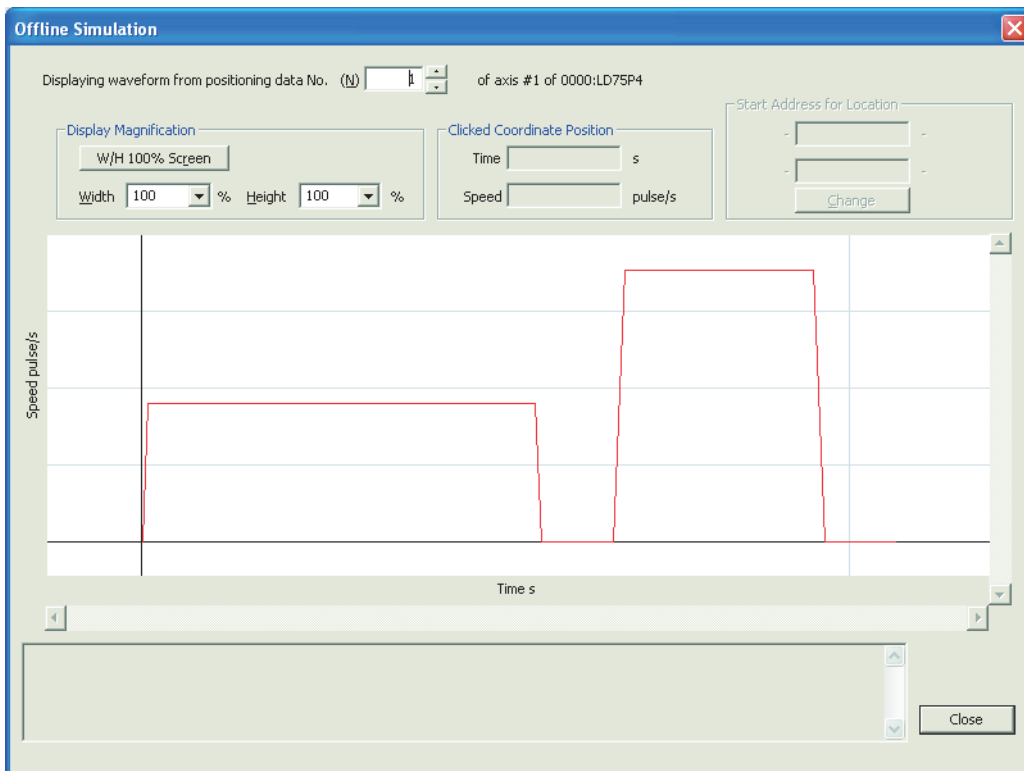 Offline Simulation
Displaying waveform from positioning data No. (N) 1 of axis #1 of 0000:LD75P4
Start Address for Location
Display Magnification
Clicked Coordinate Position
- -
W/H 100% Screen
Time s
- -
Width 100 % Height 100 %
Speed pulse/s
Change
Speed pulse/s
Time s
Close